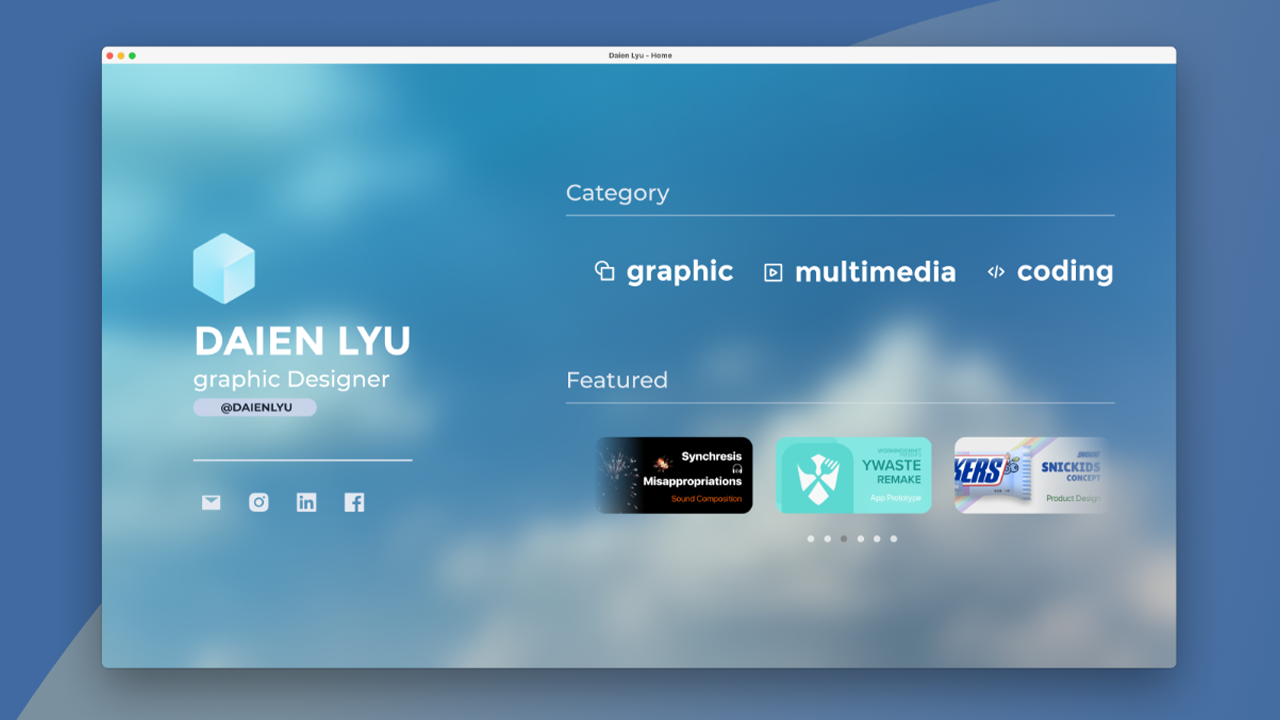 Daien Lyu - Home
DAIEN LYU
graphic Designer
@DAIENLYU
Category
graphic
multimedia
coding
Featured
Synchresis
Misappropriations
Sound Composition
YWASTE
REMAKE
App Prototype
KERS
SNICKIDS
CONCEPT
Product Design